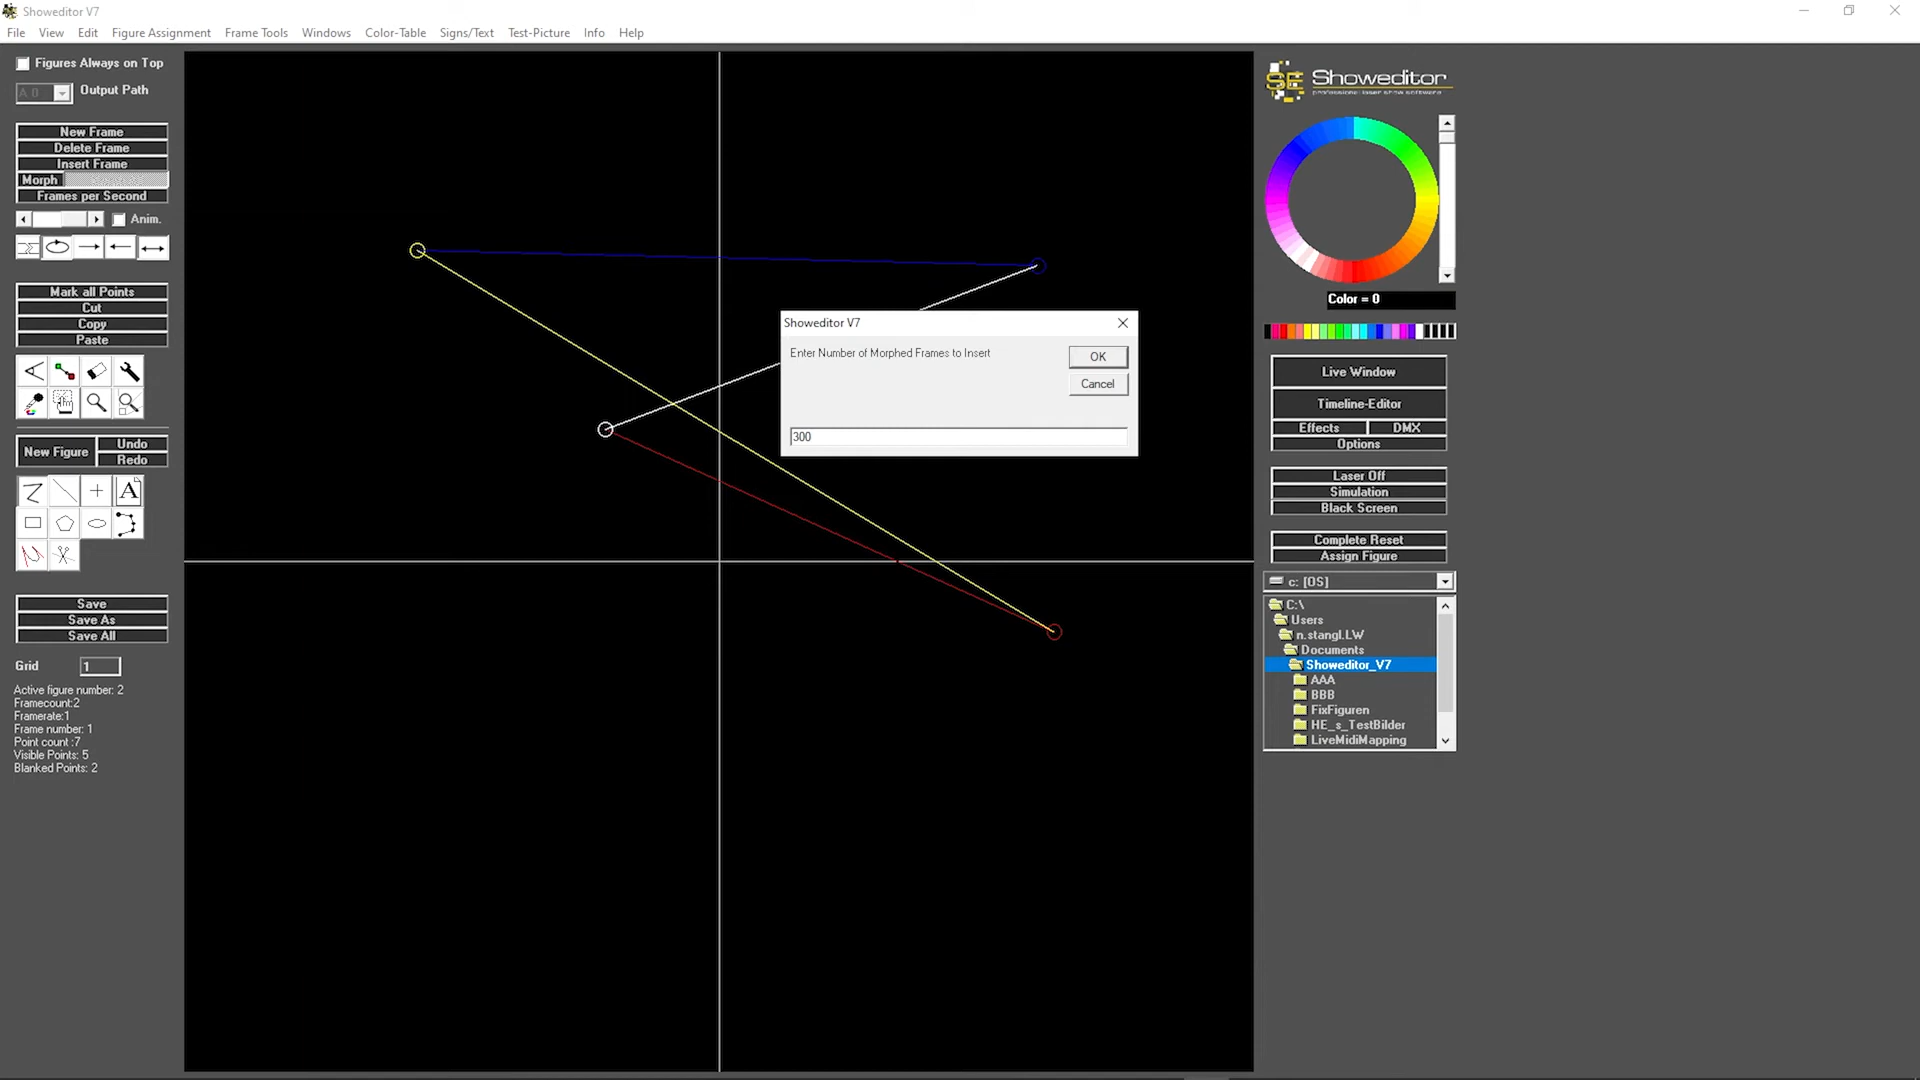 Showeditor V7
File View Edit Figure Assignment Frame Tools Windows Color-Table Signs/Text Test-Picture Info Help
Figures Always on Top
A 0 Output Path
New Frame
Delete Frame
Insert Frame
Morph
Frames per Second
Anim.
Mark all Points
Cut
Copy
Paste
New Figure
Undo
Redo
A
Save
Save As
Save All
Grid 1
Active figure number: 2
Framecount:2
Framerate:1
Frame number: 1
Point count :7
Visible Points: 5
Blanked Points: 2
Showeditor V7
Enter Number of Morphed Frames to Insert
OK
Cancel
300
SE Showeditor
professional laser show software
Color = 0
Live Window
Timeline-Editor
Effects DMX
Options
Laser Off
Simulation
Black Screen
Complete Reset
Assign Figure
c: [OS]
C:\
Users
n.stangl.LW
Documents
Showeditor_V7
AAA
BBB
FixFiguren
HE_s_TestBilder
LiveMidiMapping